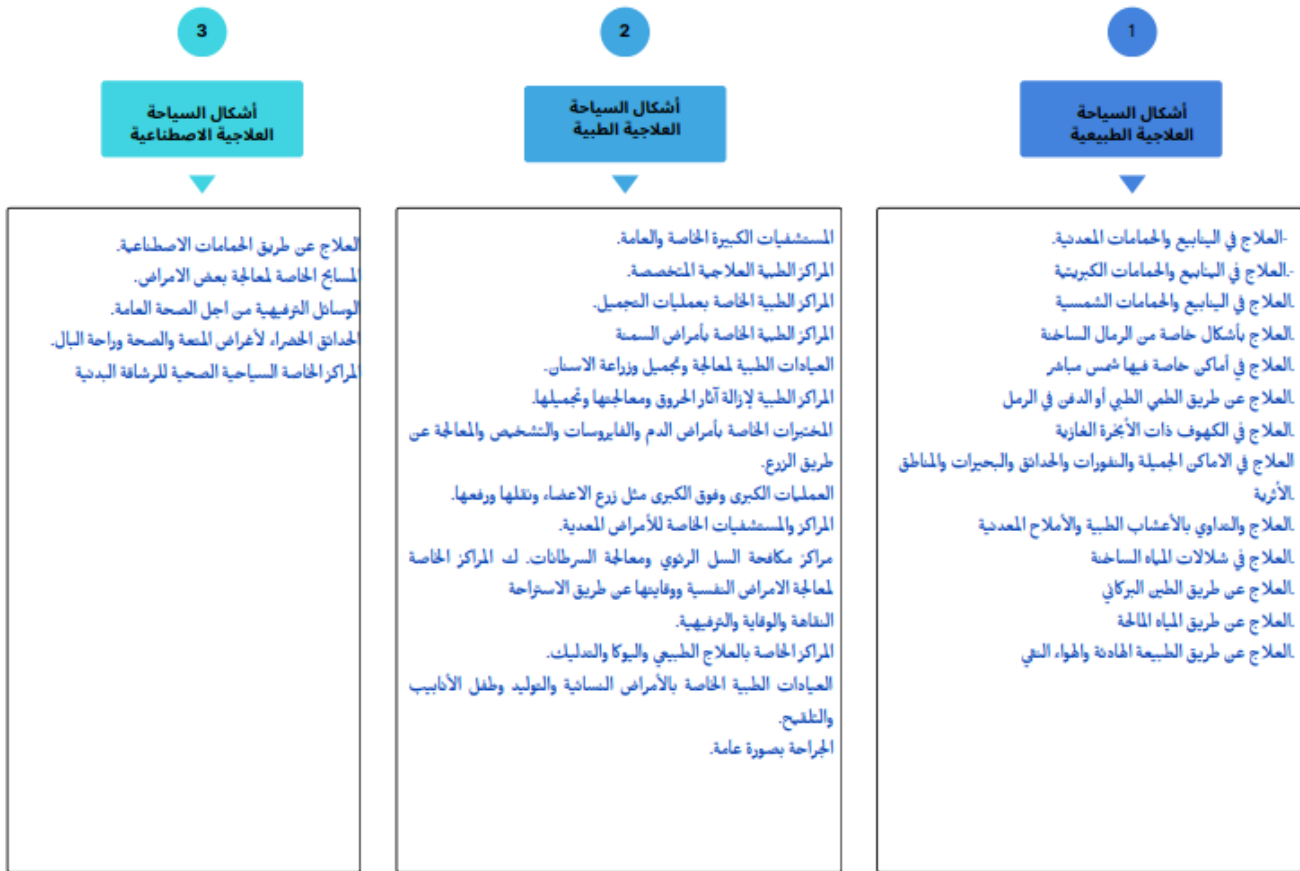 1
أشكال السياحة
العلاجية الطبيعية
-العلاج في الينابيع والحمامات المعدنية.
-.العلاج في الينابيع والحمامات الكبريتية
.العلاج في الينابيع والحمامات الشمسية
.العلاج بأشكال خاصة من الرمال الساخنة
.العلاج في أماكن خاصة فيها شمس مباشر
.العلاج عن طريق الطمي الطبي أو الدفن في الرمل
.العلاج في الكهوف ذات الأبخرة الغازية
العلاج في الاماكن الجميلة والنفورات والحدائق والبحيرات والمناطق
.الأثرية
.العلاج والتداوي بالأعشاب الطبية والأملاح المعدنية
.العلاج في شلالات المياه الساخنة
.العلاج عن طريق الطين البركاني
.العلاج عن طريق المياه المالحة
.العلاج عن طريق الطبيعة الهادئة والهواء النقي
2
أشكال السياحة
العلاجية الطبية
المستشفيات الكبيرة الخاصة والعامة.
المراكز الطبية العلاجية المتخصصة.
المراكز الطبية الخاصة بعمليات التجميل.
المراكز الطبية الخاصة بأمراض السمنة
العيادات الطبية لمعالجة وتجميل وزراعة الاسنان.
المراكز الطبية لإزالة آثار الحروق ومعالجتها وتجميلها.
المختبرات الخاصة بأمراض الدم والفايروسات والتشخيص والمعالجة عن
طريق الزرع.
العمليات الكبرى وفوق الكبرى مثل زرع الاعضاء ونقلها ورفعها.
المراكز والمستشفيات الخاصة للأمراض المعدية.
مراكز مكافحة السل الرئوي ومعالجة السرطانات. ك المراكز الخاصة
لمعالجة الامراض النفسية ووقايتها عن طريق الاستراحة
النقاهة والوقاية والترفيهية.
المراكز الخاصة بالعلاج الطبيعي واليوكا والتدليك.
العيادات الطبية الخاصة بالأمراض النسائية والتوليد وطفل الأنابيب
والتلقيح.
الجراحة بصورة عامة.
3
أشكال السياحة
العلاجية الاصطناعية
العلاج عن طريق الحمامات الاصطناعية.
المسابح الخاصة لمعالجة بعض الامراض.
الوسائل الترفيهية من اجل الصحة العامة.
الحدائق الخضراء لأغراض المتعة والصحة وراحة البال.
المراكز الخاصة السياحية الصحية للرشاقة البدنية